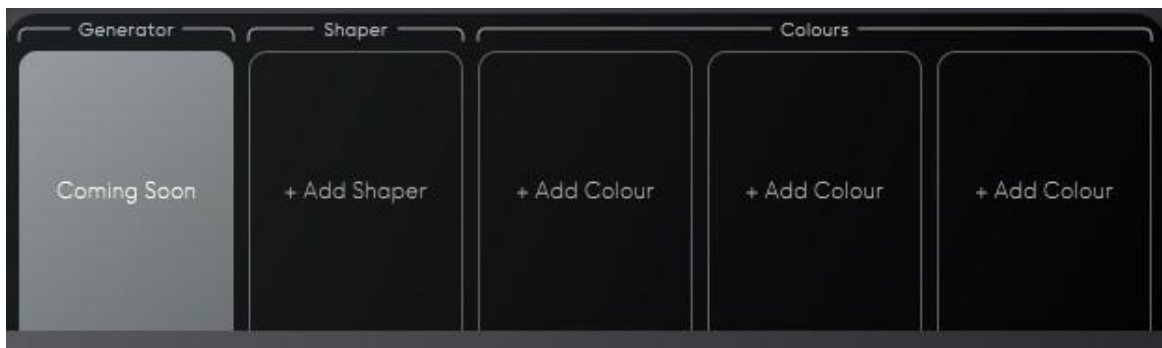 Generator Shaper Colours
Coming Soon + Add Shaper + Add Colour + Add Colour + Add Colour